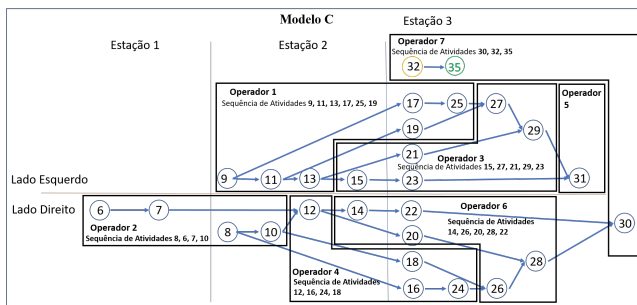 Modelo C
Estação 3
Estação 1
Estação 2
Operador 7
Sequência de Atividades 30, 32, 35
32
35
Operador 1
Sequência de Atividades 9, 11, 13, 17, 25, 19
Operador
5
17
25
27
19
29
21
Operador 3
Sequência de Atividades 15, 27, 21, 29, 23
9
11
13
15
23
31
Lado Esquerdo
Lado Direito
6
7
12
14
22
Operador 6
Sequência de Atividades
14, 26, 20, 28, 22
30
Operador 2
Sequência de Atividades 8, 6, 7, 10
8
10
20
18
28
Operador 4
Sequência de Atividades
12, 16, 24, 18
16
24
26